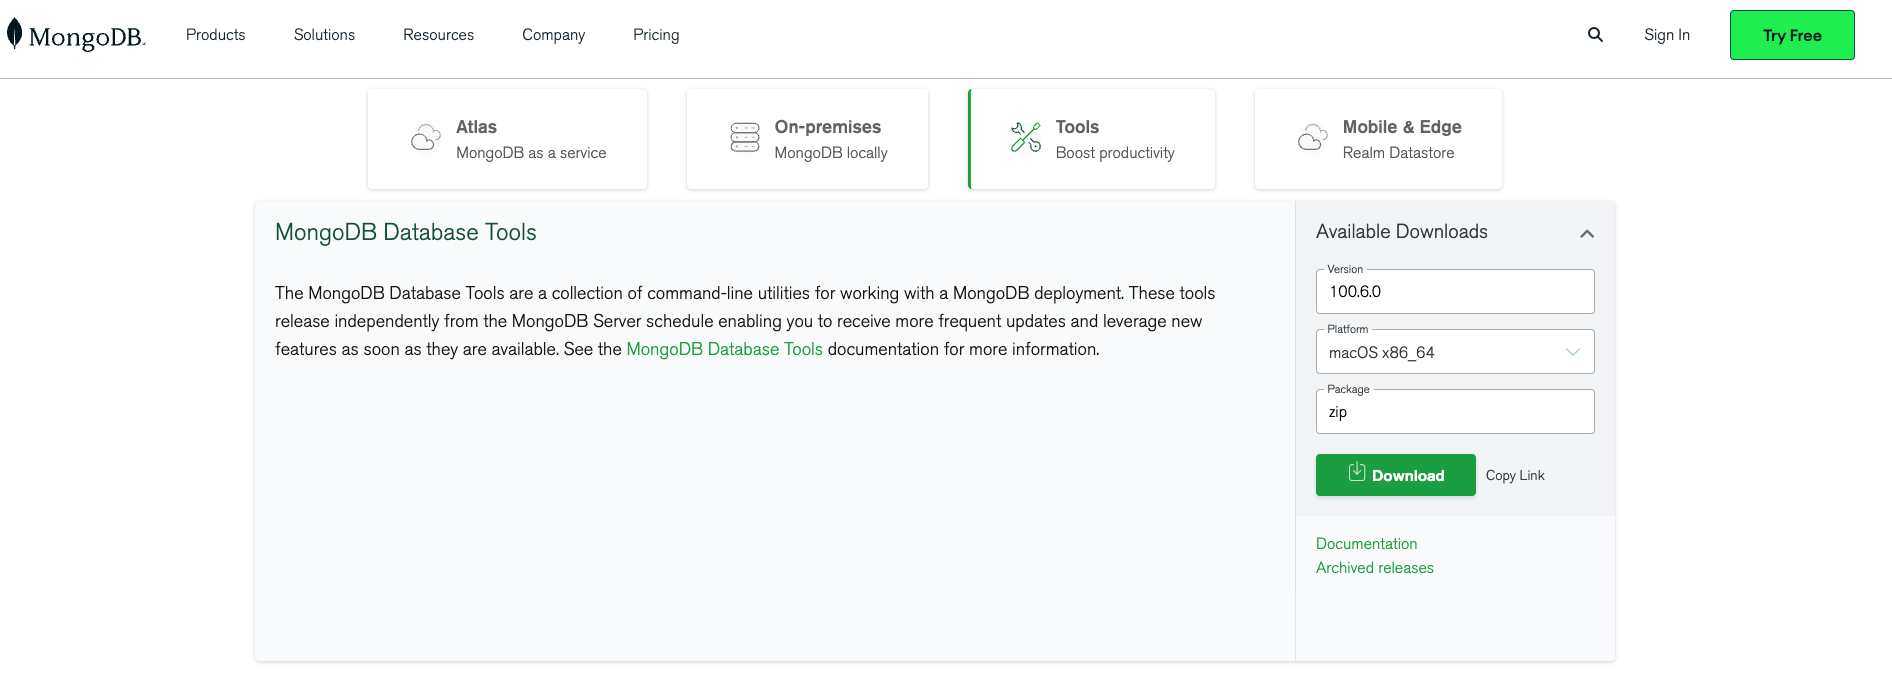 MongoDB.
Products
Solutions
Resources
Company
Pricing
Sign In
Try Free
Atlas
MongoDB as a service
On-premises
MongoDB locally
Tools
Boost productivity
Mobile & Edge
Realm Datastore
MongoDB Database Tools
The MongoDB Database Tools are a collection of command-line utilities for working with a MongoDB deployment. These tools
release independently from the MongoDB Server schedule enabling you to receive more frequent updates and leverage new
features as soon as they are available. See the MongoDB Database Tools documentation for more information.
Available Downloads
Version
100.6.0
Platform
macOS x86_64
Package
zip
Download
Copy Link
Documentation
Archived releases